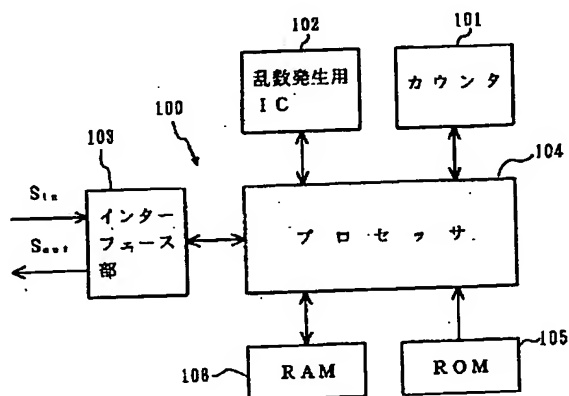 102
101
乱数発生用
IC
カウンタ
100
103
104
Sin
インター
フェース
部
プロセッサ
Sout
108
RAM
ROM
105